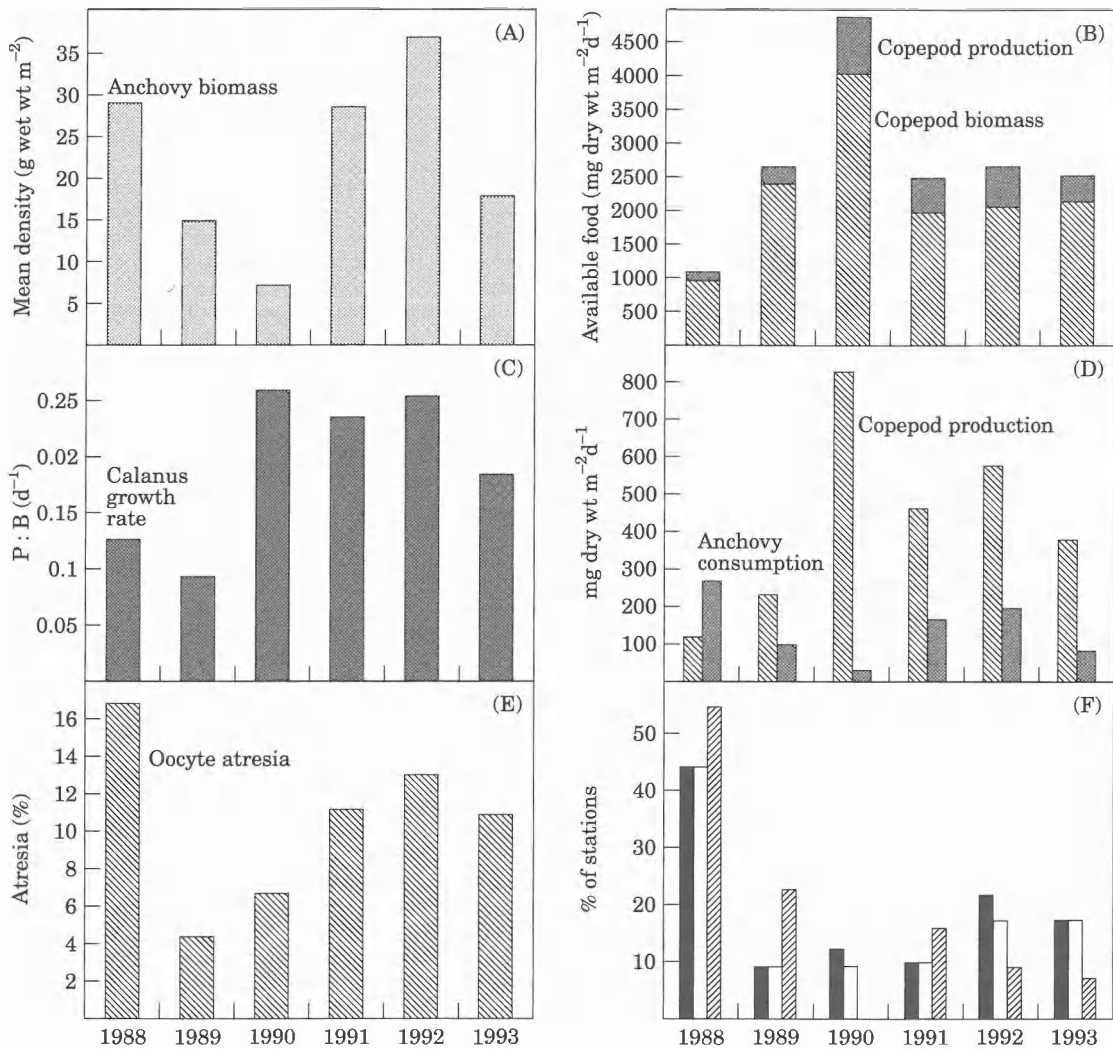 (A)
Anchovy biomass
Mean density (g wet wt m⁻²)
35
30
25
20
15
10
5
(B)
Copepod production
Copepod biomass
Available food (mg dry wt m⁻²d⁻¹)
4500
4000
3500
3000
2500
2000
1500
1000
500
(C)
Calanus
growth
rate
P : B (d⁻¹)
0.25
0.02
0.15
0.1
0.05
(D)
Copepod production
Anchovy
consumption
mg dry wt m⁻²d⁻¹
800
700
600
500
400
300
200
100
(E)
Oocyte atresia
Atresia (%)
16
14
12
10
8
6
4
2
1988 1989 1990 1991 1992 1993
(F)
% of stations
50
40
30
20
10
1988 1989 1990 1991 1992 1993